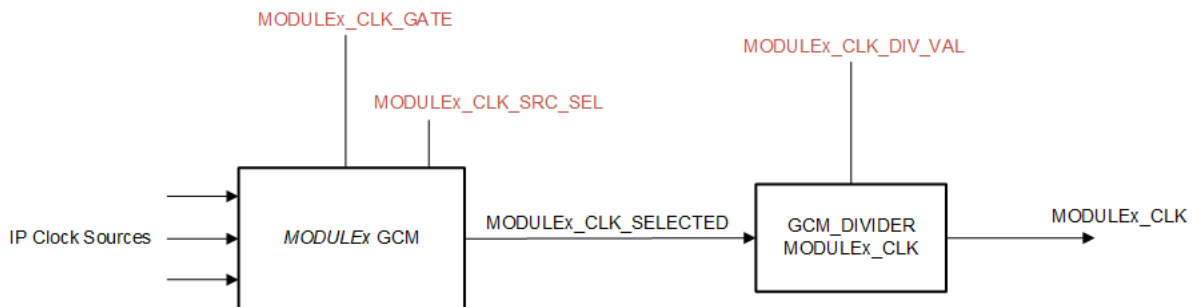 MODULEx_CLK_GATE
MODULEx_CLK_DIV_VAL
MODULEx_CLK_SRC_SEL
IP Clock Sources
MODULEx GCM
MODULEx_CLK_SELECTED
GCM_DIVIDER
MODULEx_CLK
MODULEx_CLK